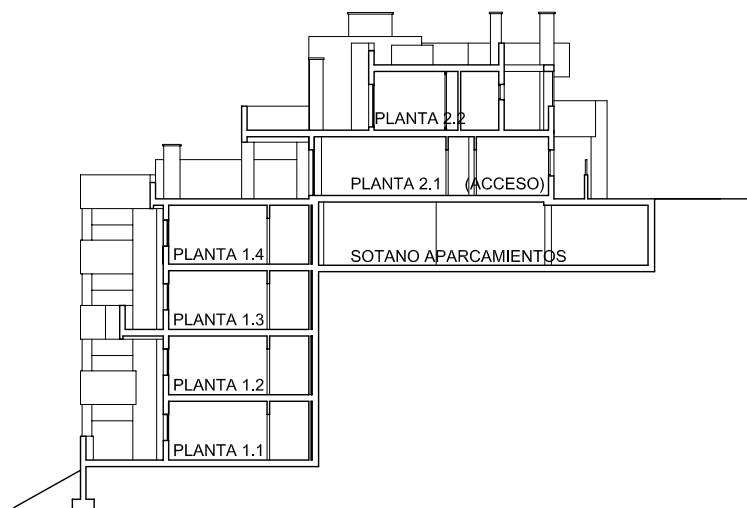 PLANTA 2.2
PLANTA 2.1 (ACCESO)
PLANTA 1.4 SOTANO APARCAMIENTOS
PLANTA 1.3
PLANTA 1.2
PLANTA 1.1